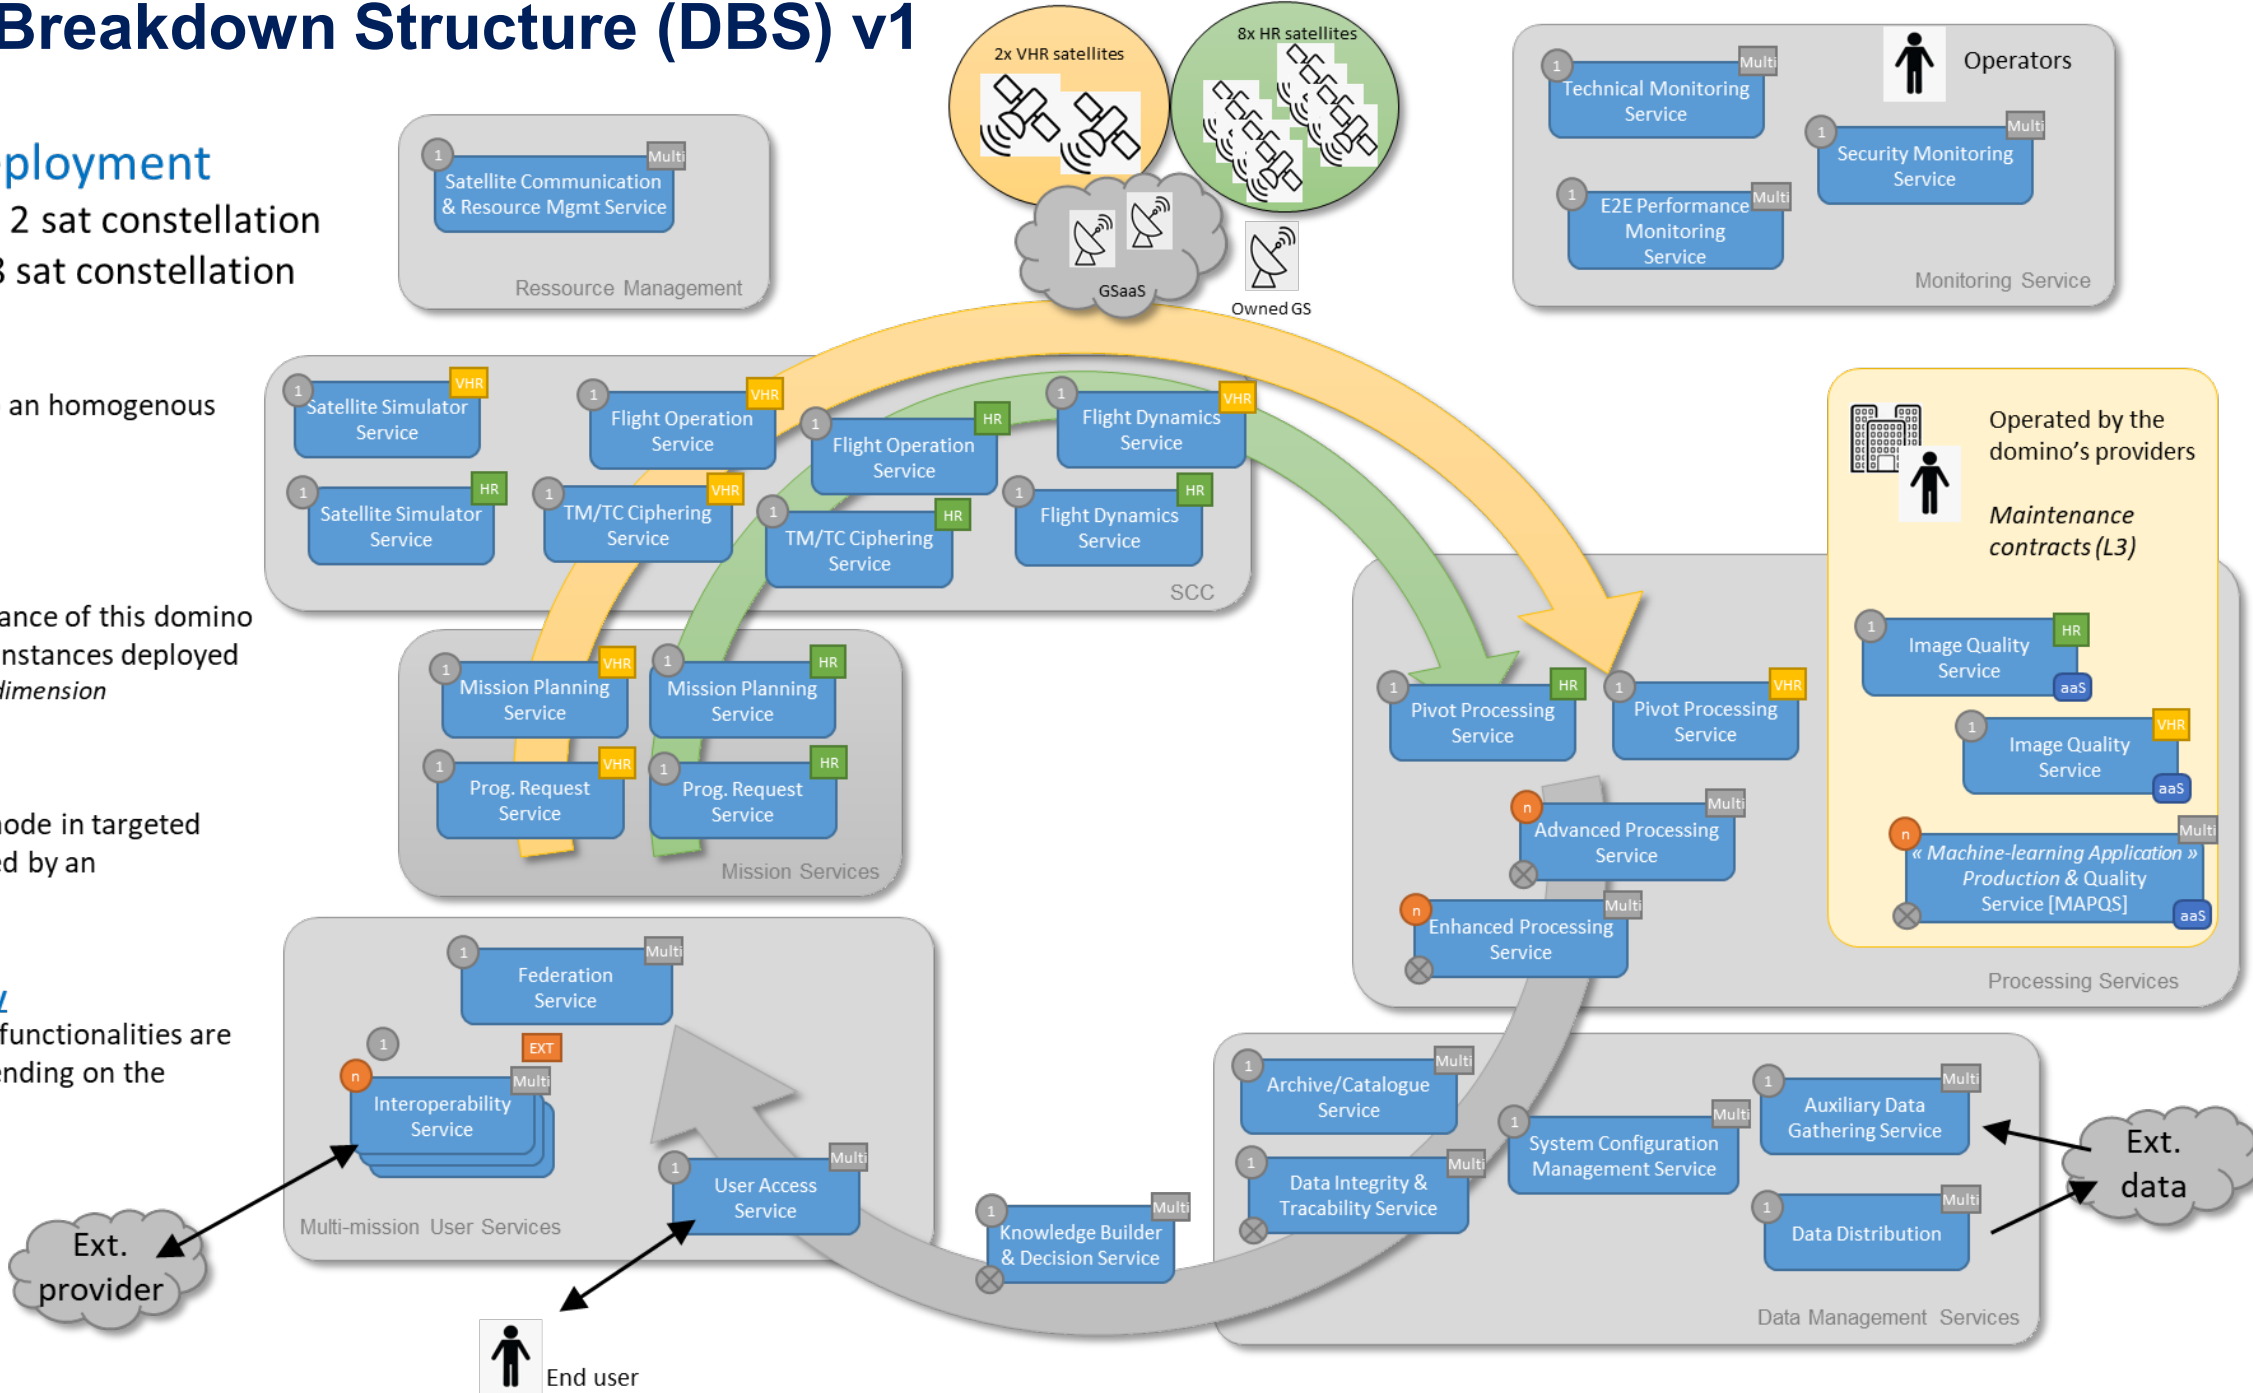 Breakdown Structure (DBS) v1
ployment
2 sat constellation
8 sat constellation
an homogenous
ance of this domino
nstances deployed
dimension
node in targeted
ed by an
functionalities are
ending on the
1
Multi
Satellite Communication
& Resource Mgmt Service
Ressource Management
2x VHR satellites
8x HR satellites
GSaaS
Owned GS
Operators
1
Multi
Technical Monitoring
Service
1
Multi
Security Monitoring
Service
1
Multi
E2E Performance
Monitoring
Service
Monitoring Service
1
VHR
Satellite Simulator
Service
1
VHR
Flight Operation
Service
1
HR
Flight Operation
Service
1
VHR
Flight Dynamics
Service
1
HR
Satellite Simulator
Service
1
VHR
TM/TC Ciphering
Service
1
HR
TM/TC Ciphering
Service
1
HR
Flight Dynamics
Service
SCC
1
VHR
Mission Planning
Service
1
HR
Mission Planning
Service
1
VHR
Prog. Request
Service
1
HR
Prog. Request
Service
Mission Services
Operated by the
domino's providers
Maintenance
contracts (L3)
1
HR
Image Quality
Service
aaS
1
VHR
Image Quality
Service
aaS
n
Multi
« Machine-learning Application »
Production & Quality
Service [MAPQS]
aaS
1
HR
Pivot Processing
Service
1
VHR
Pivot Processing
Service
n
Multi
Advanced Processing
Service
n
Multi
Enhanced Processing
Service
Processing Services
1
Multi
Federation
Service
1
EXT
n
Multi
Interoperability
Service
1
Multi
User Access
Service
Multi-mission User Services
Ext.
provider
End user
1
Multi
Knowledge Builder
& Decision Service
1
Multi
Archive/Catalogue
Service
1
Multi
Data Integrity &
Tracability Service
1
Multi
System Configuration
Management Service
1
Multi
Auxiliary Data
Gathering Service
1
Multi
Data Distribution
Data Management Services
Ext.
data